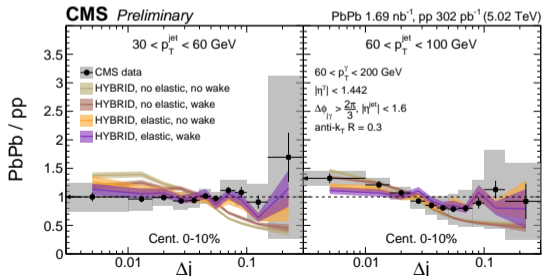 CMS Preliminary
PbPb 1.69 nb⁻¹, pp 302 pb⁻¹ (5.02 TeV)
30 < p_T^jet < 60 GeV
60 < p_T^jet < 100 GeV
CMS data
HYBRID, no elastic, no wake
HYBRID, no elastic, wake
HYBRID, elastic, no wake
HYBRID, elastic, wake
60 < p_T^γ < 200 GeV
|η^γ| < 1.442
Δφ_jγ > 2π/3, |η^jet| < 1.6
anti-k_T R = 0.3
PbPb / pp
3.5
3
2.5
2
1.5
1
0.5
0
Cent. 0-10%
Cent. 0-10%
0.01 0.1 0.01 0.1
Δj Δj